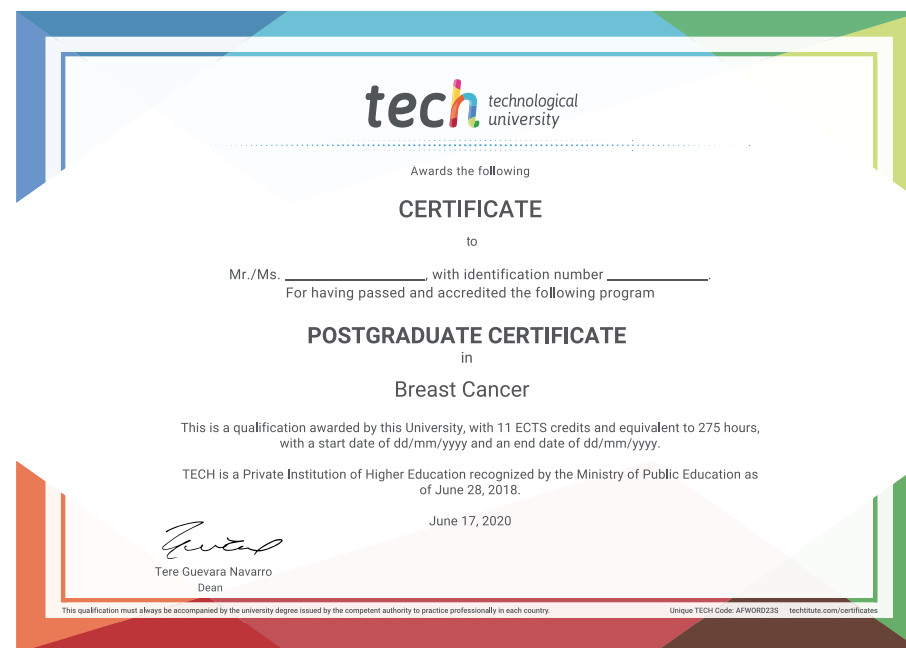 tech technological
university
Awards the following
CERTIFICATE
to
Mr./Ms. ____________________, with identification number ______________.
For having passed and accredited the following program
POSTGRADUATE CERTIFICATE
in
Breast Cancer
This is a qualification awarded by this University, with 11 ECTS credits and equivalent to 275 hours,
with a start date of dd/mm/yyyy and an end date of dd/mm/yyyy.
TECH is a Private Institution of Higher Education recognized by the Ministry of Public Education as
of June 28, 2018.
June 17, 2020
Tere Guevara Navarro
Dean
This qualification must always be accompanied by the university degree issued by the competent authority to practice professionally in each country.
Unique TECH Code: AFWORD23S techtitute.com/certificates